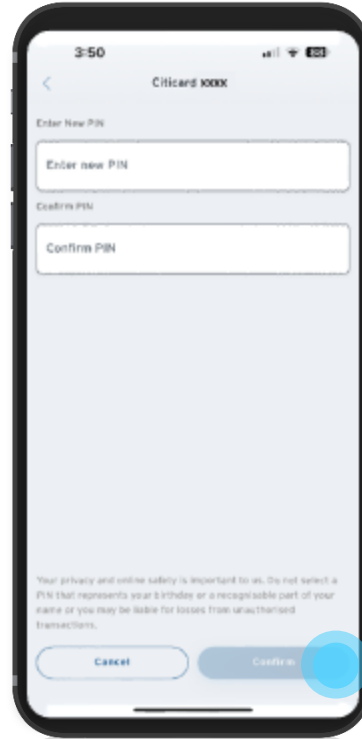 3:50
Citicard XXXX
Enter New PIN
Enter new PIN
Confirm PIN
Confirm PIN
Your privacy and online safety is important to us. Do not select a
PIN that represents your birthday or a recognisable part of your
name or you may be liable for losses from unauthorised
transactions.
Cancel
Confirm